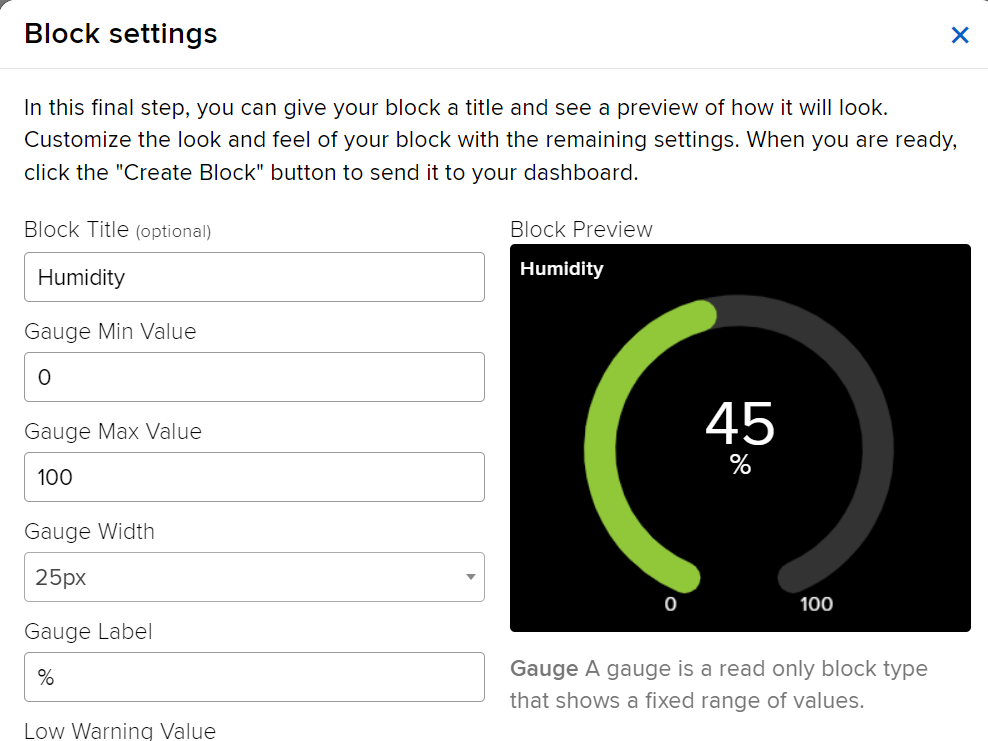 Block settings
In this final step, you can give your block a title and see a preview of how it will look.
Customize the look and feel of your block with the remaining settings. When you are ready,
click the "Create Block" button to send it to your dashboard.
Block Title (optional)
Humidity
Gauge Min Value
0
Gauge Max Value
100
Gauge Width
25px
Gauge Label
%
Low Warning Value
Block Preview
Humidity
45
%
0
100
Gauge A gauge is a read only block type
that shows a fixed range of values.